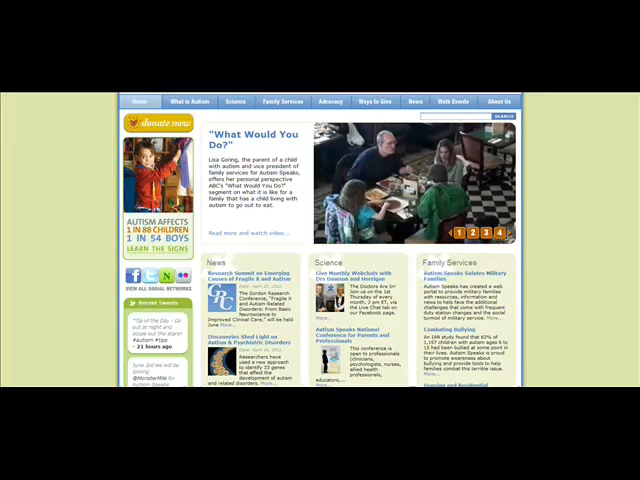 Home What is Autism Science Family Services Advocacy Ways to Give News Walk Events About Us
SEARCH
donate now
AUTISM AFFECTS
1 IN 88 CHILDREN
1 IN 54 BOYS
LEARN THE SIGNS
VIEW ALL SOCIAL NETWORKS
Recent Tweets
"Tip of the Day - Go
out at night and
scope out the stars!
#autism #tips
- 21 hours ago
June 3rd we will be
joining
@MonsterMile for
Autism Speaks
"What Would You
Do?"
Lisa Goring, the parent of a child
with autism and vice president of
family services for Autism Speaks,
offers her personal perspective
ABC's "What Would You Do?"
segment on what it is like for a
family that has a child living with
autism to go out to eat.
Read more and watch video...
1 2 3 4
News
Research Summit on Emerging
Causes of Fragile X and Autism
GRC
The Gordon Research
Conference, "Fragile X
and Autism-Related
Disorders: From Basic
Neuroscience to
Improved Clinical Care", will be held
June More...
Discoveries Shed Light on
Autism & Psychiatric Disorders
Researchers have
used a new approach
to identify 33 genes
that affect the
development of autism
and related disorders. More...
Science
Live Monthly Webchats with
Drs Dawson and Horrigan
The Doctors Are In!
Join us on the 1st
Thursday of every
month, 3 pm ET, via
the Live Chat tab on
our Facebook page.
More...
Autism Speaks National
Conference for Parents and
Professionals
This conference is
open to professionals
(clinicians,
psychologists, nurses,
allied health
professionals,
educators,...
More...
Family Services
Autism Speaks Salutes Military
Families
Autism Speaks has created a web
portal to provide military families
with resources, information and
news to help face the additional
challenges that come with frequent
duty station changes and the social
turmoil of military service. More...
Combating Bullying
An IAN study found that 63% of
1,167 children with autism ages 6 to
15 had been bullied at some point in
their lives. Autism Speaks is proud
to promote awareness about
bullying and provide tools to help
families combat this terrible issue.
More...
Housing and Residential